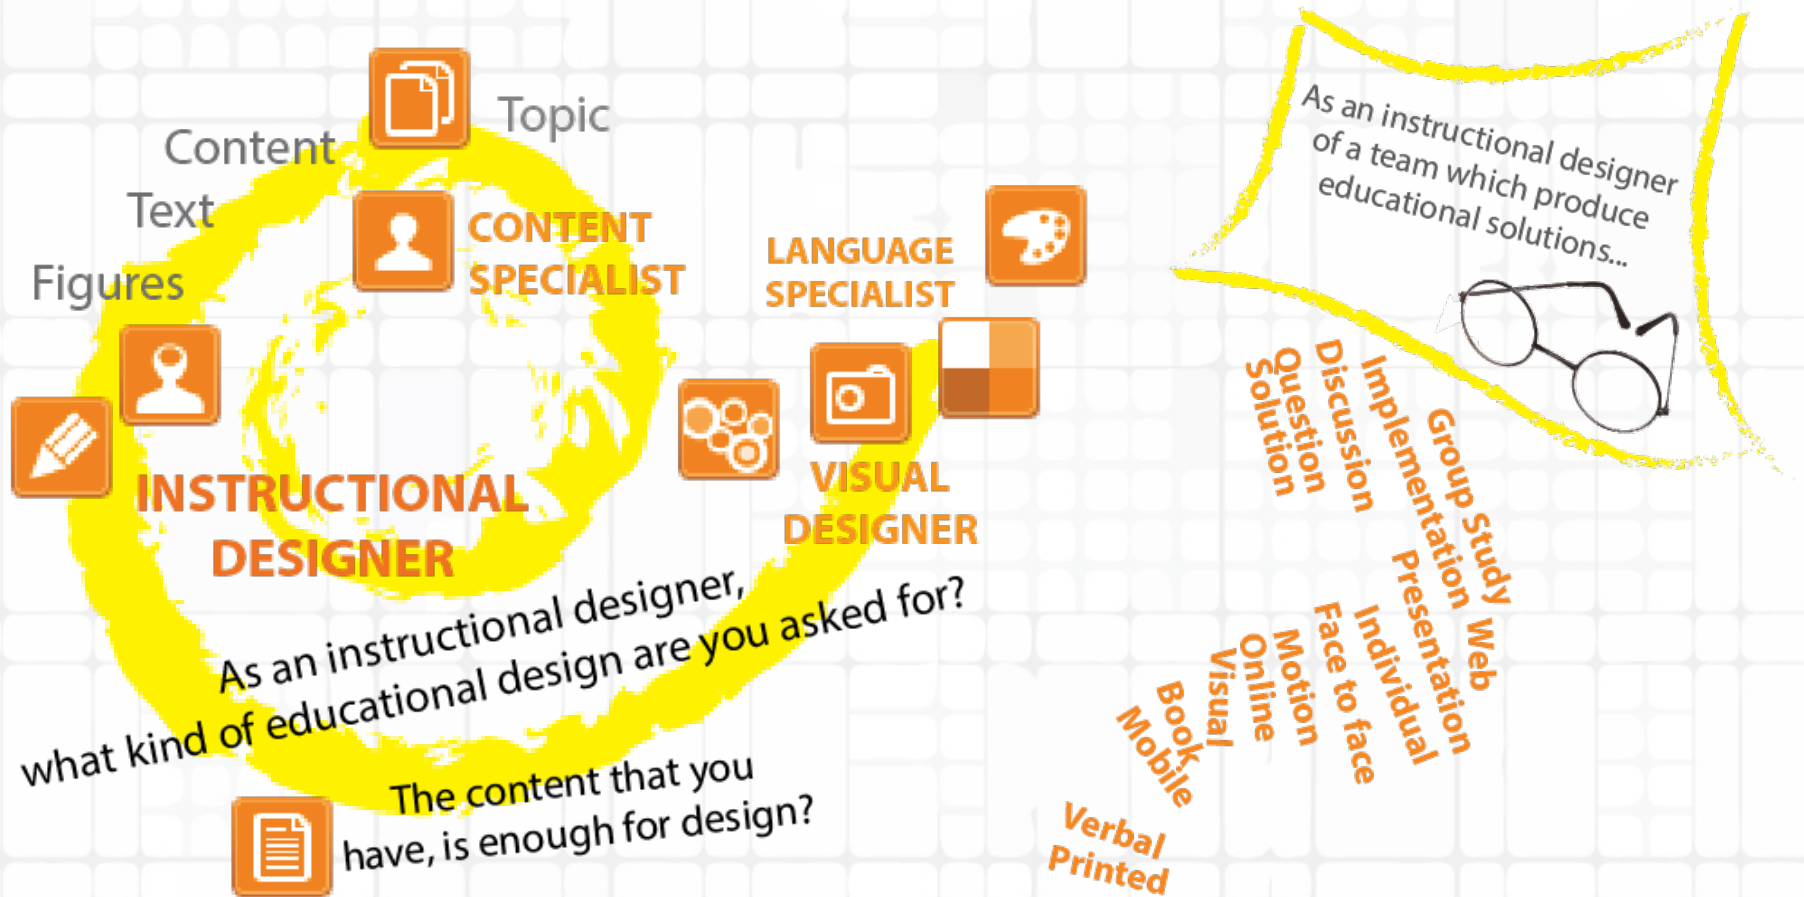 Topic
Content
Text
Figures
CONTENT
SPECIALIST
LANGUAGE
SPECIALIST
INSTRUCTIONAL
DESIGNER
VISUAL
DESIGNER
As an instructional designer,
what kind of educational design are you asked for?
The content that you
have, is enough for design?
As an instructional designer
of a team which produce
educational solutions...
Solution
Question
Discussion
Implementation
Group Study
Presentation
Web
Individual
Face to face
Motion
Online
Visual
Book
Mobile
Verbal
Printed